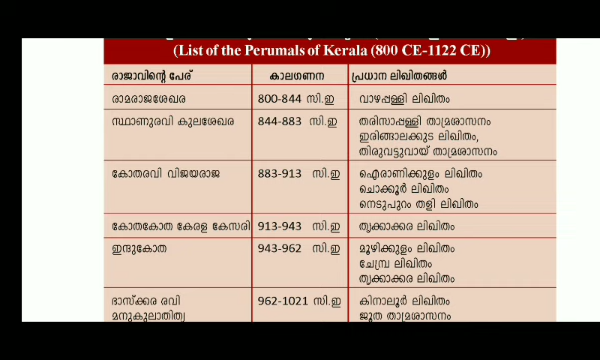 (List of the Perumals of Kerala (800 CE-1122 CE))
രാജാവിന്റെ പേര് കാലഗണന പ്രധാന ലിഖിതങ്ങൾ
രാമരാജശേഖര 800-844 സി.ഇ വാഴപ്പള്ളി ലിഖിതം
സ്ഥാണുരവി കുലശേഖര 844-883 സി.ഇ തരിസാപ്പള്ളി താമ്രശാസനം
ഇരിങ്ങാലക്കുട ലിഖിതം,
തിരുവട്ടുവായ് താമ്രശാസനം
കോതരവി വിജയരാജ 883-913 സി.ഇ ഐരാണിക്കുളം ലിഖിതം
ചൊക്കൂർ ലിഖിതം
നെടുപുറം തളി ലിഖിതം
കോതകോത കേരള കേസരി 913-943 സി.ഇ തൃക്കാക്കര ലിഖിതം
ഇന്ദുകോത 943-962 സി.ഇ മൂഴിക്കുളം ലിഖിതം
ചേമ്പ്ര ലിഖിതം
തൃക്കാക്കര ലിഖിതം
ഭാസ്ക്കര രവി 962-1021 സി.ഇ കിനാലൂർ ലിഖിതം
മനുകുലാതിത്യ ജൂത താമ്രശാസനം